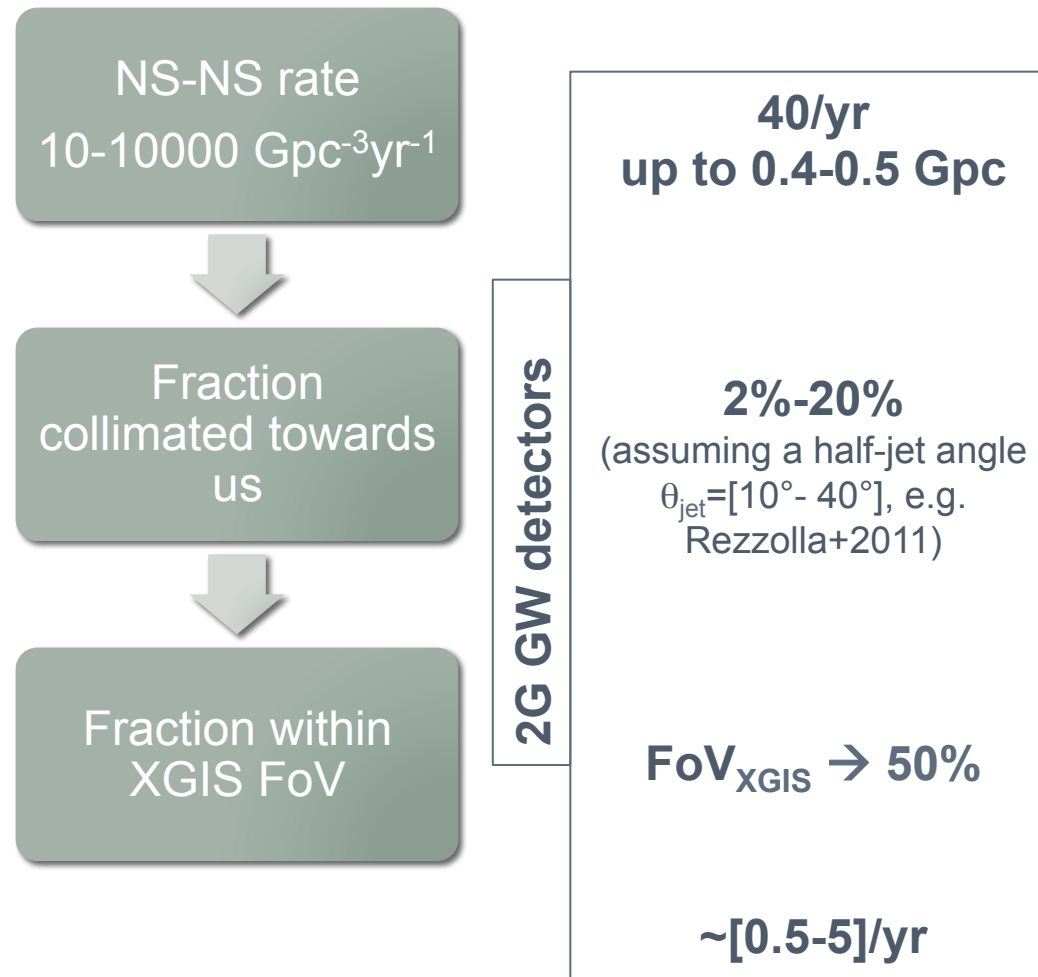 NS-NS rate
10-10000 Gpc⁻³yr⁻¹
Fraction
collimated towards
us
Fraction within
XGIS FoV
2G GW detectors
40/yr
up to 0.4-0.5 Gpc
2%-20%
(assuming a half-jet angle
θjet=[10°- 40°], e.g.
Rezzolla+2011)
FoVXGIS → 50%
~[0.5-5]/yr